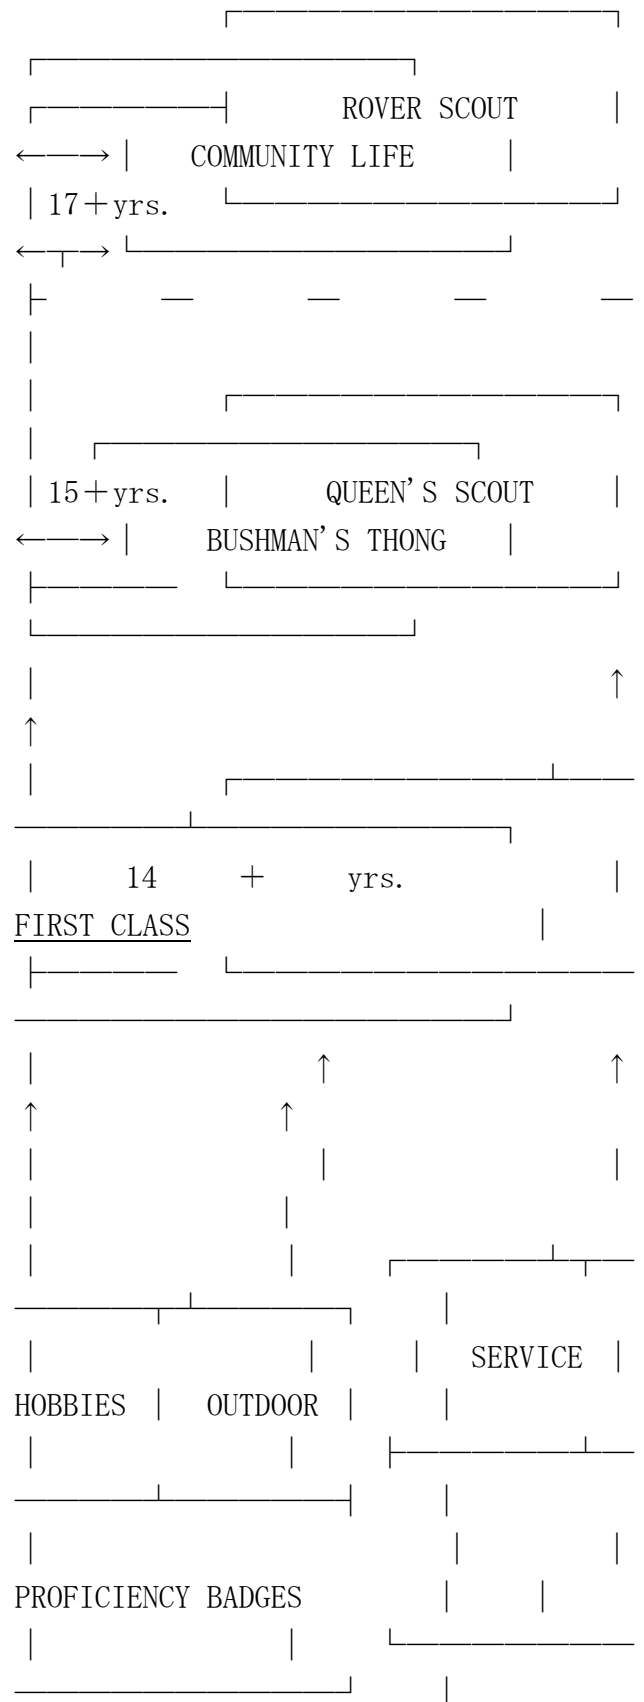 ROVER SCOUT
COMMUNITY LIFE
17+yrs.
15+yrs. QUEEN'S SCOUT
BUSHMAN'S THONG
14 + yrs.
FIRST CLASS
SERVICE
HOBBIES OUTDOOR
PROFICIENCY BADGES